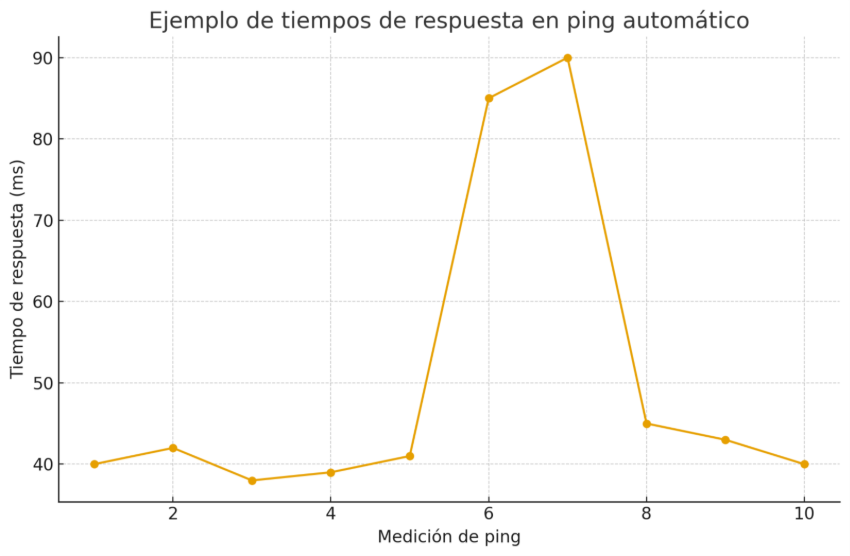 Ejemplo de tiempos de respuesta en ping automático
Tiempo de respuesta (ms)
90
80
70
60
50
40
2 4 6 8 10
Medición de ping